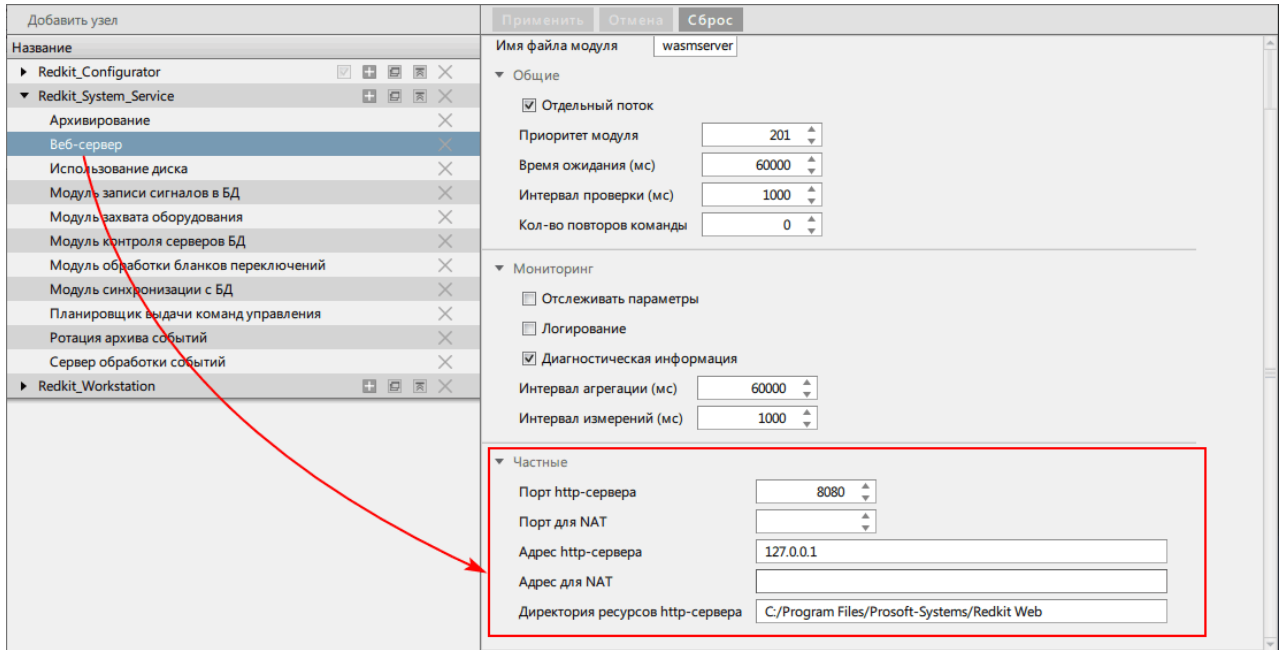 Добавить узел
Название
Redkit_Configurator
Redkit_System_Service
Архивирование
Веб-сервер
Использование диска
Модуль записи сигналов в БД
Модуль захвата оборудования
Модуль контроля серверов БД
Модуль обработки бланков переключений
Модуль синхронизации с БД
Планировщик выдачи команд управления
Ротация архива событий
Сервер обработки событий
Redkit_Workstation
Применить Отмена Сброс
Имя файла модуля wasmserver
Общие
Отдельный поток
Приоритет модуля 201
Время ожидания (мс) 60000
Интервал проверки (мс) 1000
Кол-во повторов команды 0
Мониторинг
Отслеживать параметры
Логирование
Диагностическая информация
Интервал агрегации (мс) 60000
Интервал измерений (мс) 1000
Частные
Порт http-сервера 8080
Порт для NAT
Адрес http-сервера 127.0.0.1
Адрес для NAT
Директория ресурсов http-сервера C:/Program Files/Prosoft-Systems/Redkit Web